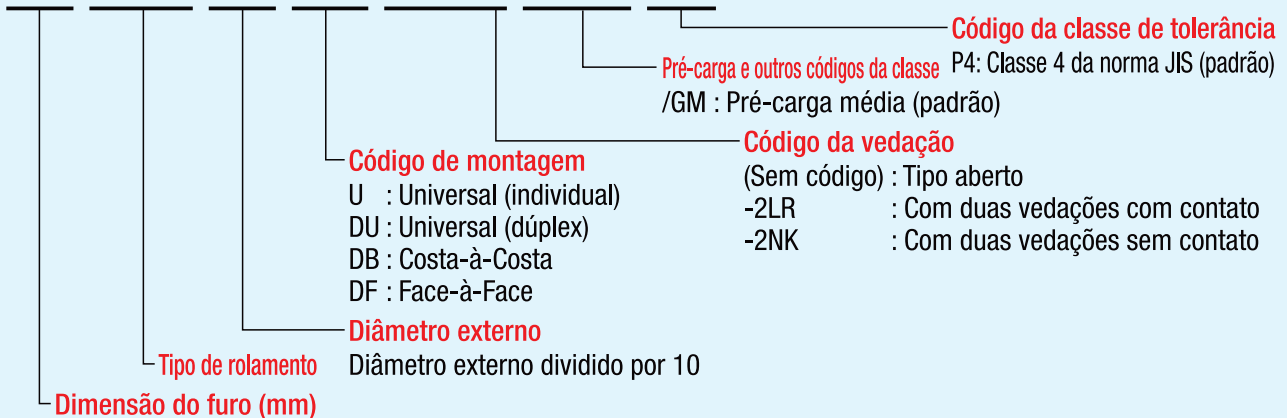 Código da classe de tolerância
P4: Classe 4 da norma JIS (padrão)
Pré-carga e outros códigos da classe
/GM : Pré-carga média (padrão)
Código da vedação
(Sem código) : Tipo aberto
-2LR : Com duas vedações com contato
-2NK : Com duas vedações sem contato
Código de montagem
U : Universal (individual)
DU : Universal (dúplex)
DB : Costa-à-Costa
DF : Face-à-Face
Diâmetro externo
Diâmetro externo dividido por 10
Tipo de rolamento
Dimensão do furo (mm)